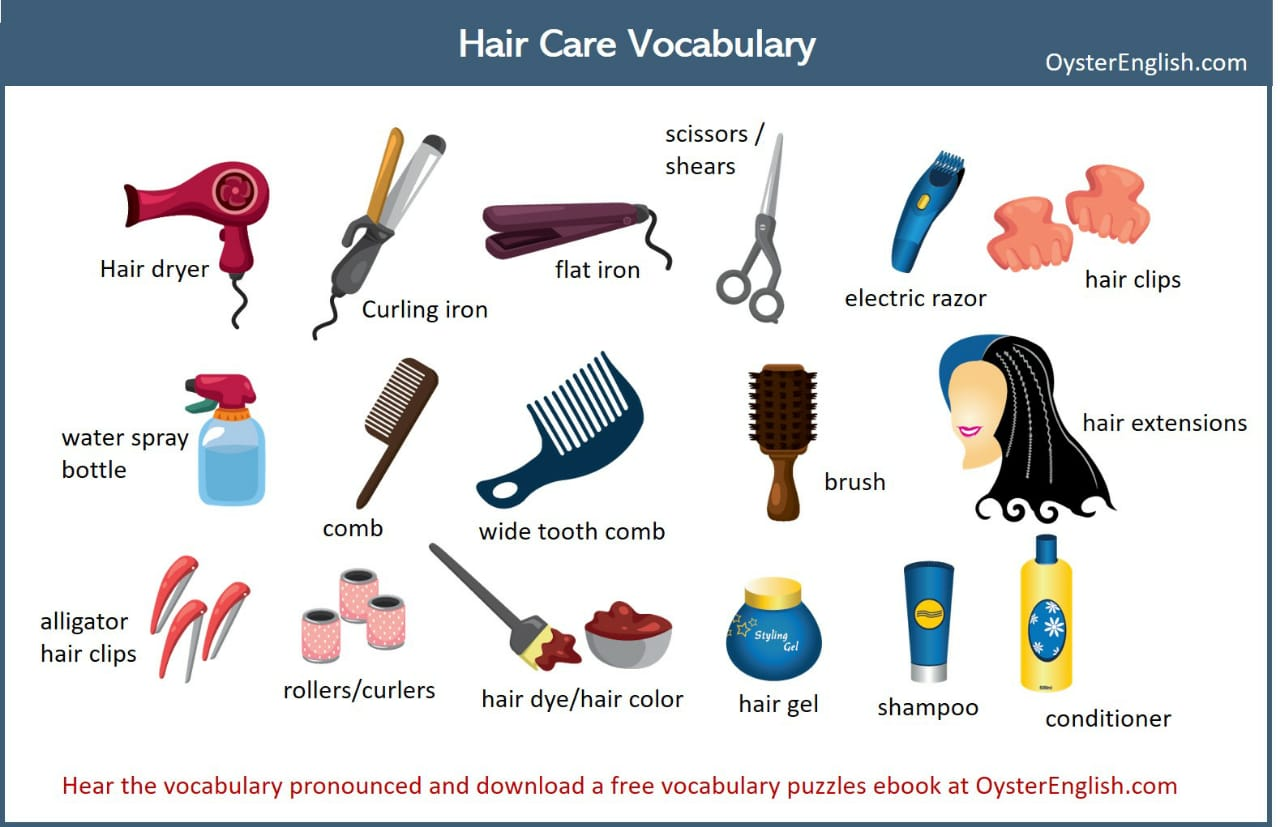 Hair Care Vocabulary
OysterEnglish.com
scissors /
shears
Hair dryer
Curling iron
flat iron
electric razor
hair clips
water spray
bottle
comb
wide tooth comb
brush
hair extensions
alligator
hair clips
rollers/curlers
hair dye/hair color
Styling
Gel
hair gel
shampoo
conditioner
Hear the vocabulary pronounced and download a free vocabulary puzzles ebook at OysterEnglish.com